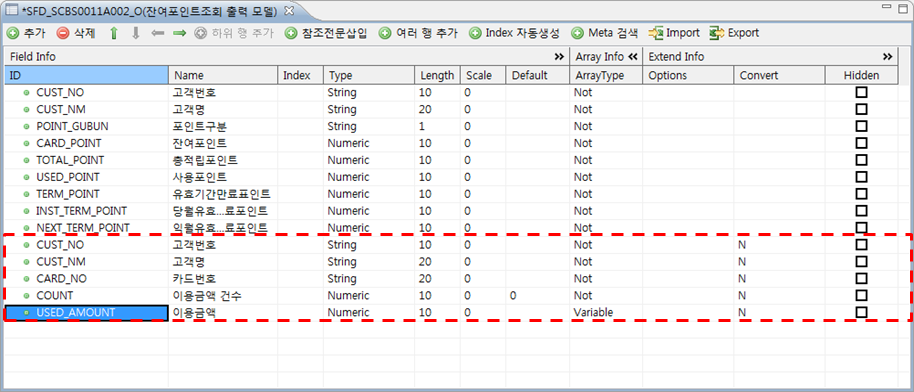 *SFD_SCBS0011A002_O(잔여포인트조회 출력 모델)
추가 삭제 하위 행 추가 참조전문삽입 여러 행 추가 Index 자동생성 Meta 검색 Import Export
Field Info Array Info Extend Info
ID Name Index Type Length Scale Default ArrayType Options Convert Hidden
CUST_NO 고객번호 String 10 0 Not
CUST_NM 고객명 String 20 0 Not
POINT_GUBUN 포인트구분 String 1 0 Not
CARD_POINT 잔여포인트 Numeric 10 0 Not
TOTAL_POINT 총적립포인트 Numeric 10 0 Not
USED_POINT 사용포인트 Numeric 10 0 Not
TERM_POINT 유효기간만료표인트 Numeric 10 0 Not
INST_TERM_POINT 당월유효...료포인트 Numeric 10 0 Not
NEXT_TERM_POINT 익월유효...료포인트 Numeric 10 0 Not
CUST_NO 고객번호 String 10 0 Not N
CUST_NM 고객명 String 20 0 Not N
CARD_NO 카드번호 String 20 0 Not N
COUNT 이용금액 건수 Numeric 10 0 0 Not N
USED_AMOUNT 이용금액 Numeric 10 0 Variable N